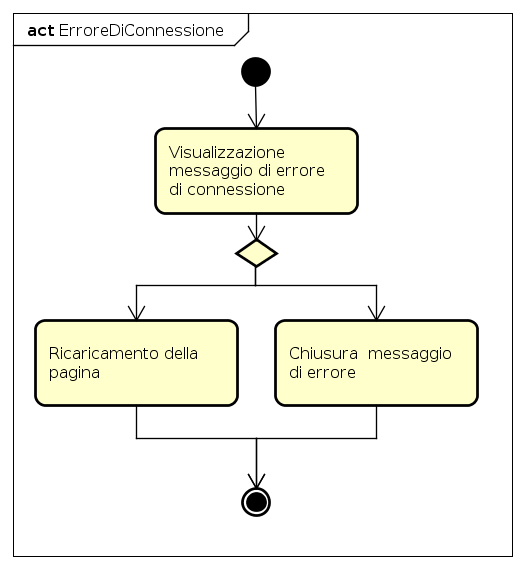 act ErroreDiConnessione
Visualizzazione
messaggio di errore
di connessione
Ricaricamento della
pagina
Chiusura  messaggio
di errore